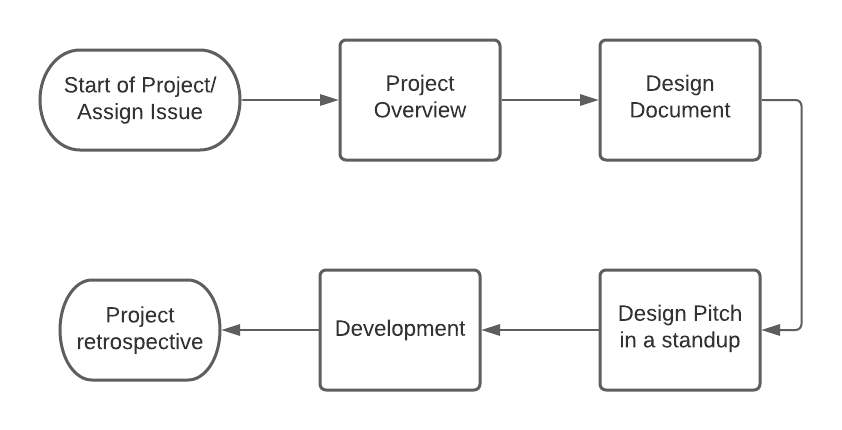 Start of Project/
Assign Issue
Project
Overview
Design
Document
Design Pitch
in a standup
Development
Project
retrospective